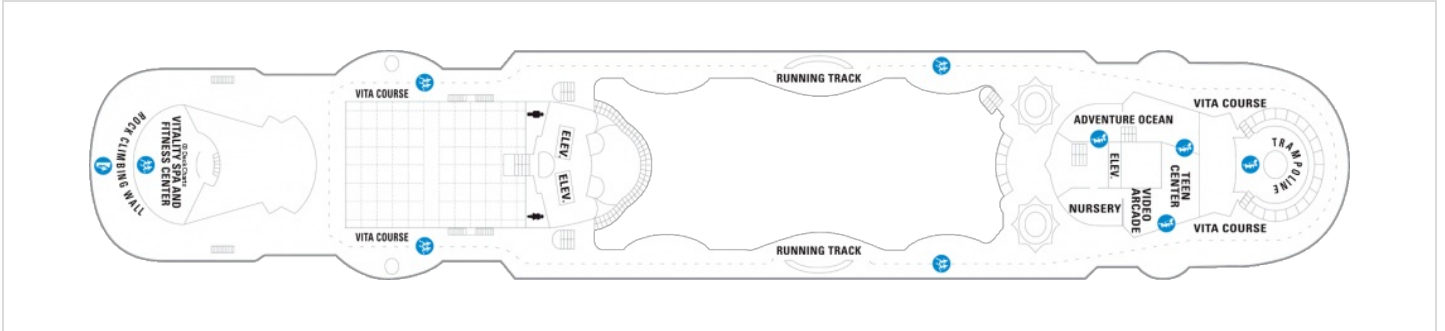 ROCK CLIMBING WALL
© DeckChartz
VITALITY SPA AND
FITNESS CENTER
VITA COURSE
VITA COURSE
ELEV.
ELEV.
RUNNING TRACK
RUNNING TRACK
ADVENTURE OCEAN
ELEV.
NURSERY
VIDEO
ARCADE
TEEN
CENTER
VITA COURSE
TRAMPOLINE
VITA COURSE